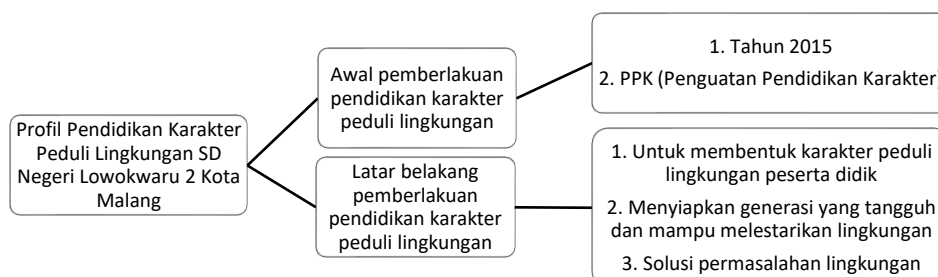 Profil Pendidikan Karakter
Peduli Lingkungan SD
Negeri Lowokwaru 2 Kota
Malang
Awal pemberlakuan
pendidikan karakter
peduli lingkungan
1. Tahun 2015
2. PPK (Penguatan Pendidikan Karakter)
Latar belakang
pemberlakuan
pendidikan karakter
peduli lingkungan
1. Untuk membentuk karakter peduli
lingkungan peserta didik
2. Menyiapkan generasi yang tangguh
dan mampu melestarikan lingkungan
3. Solusi permasalahan lingkungan